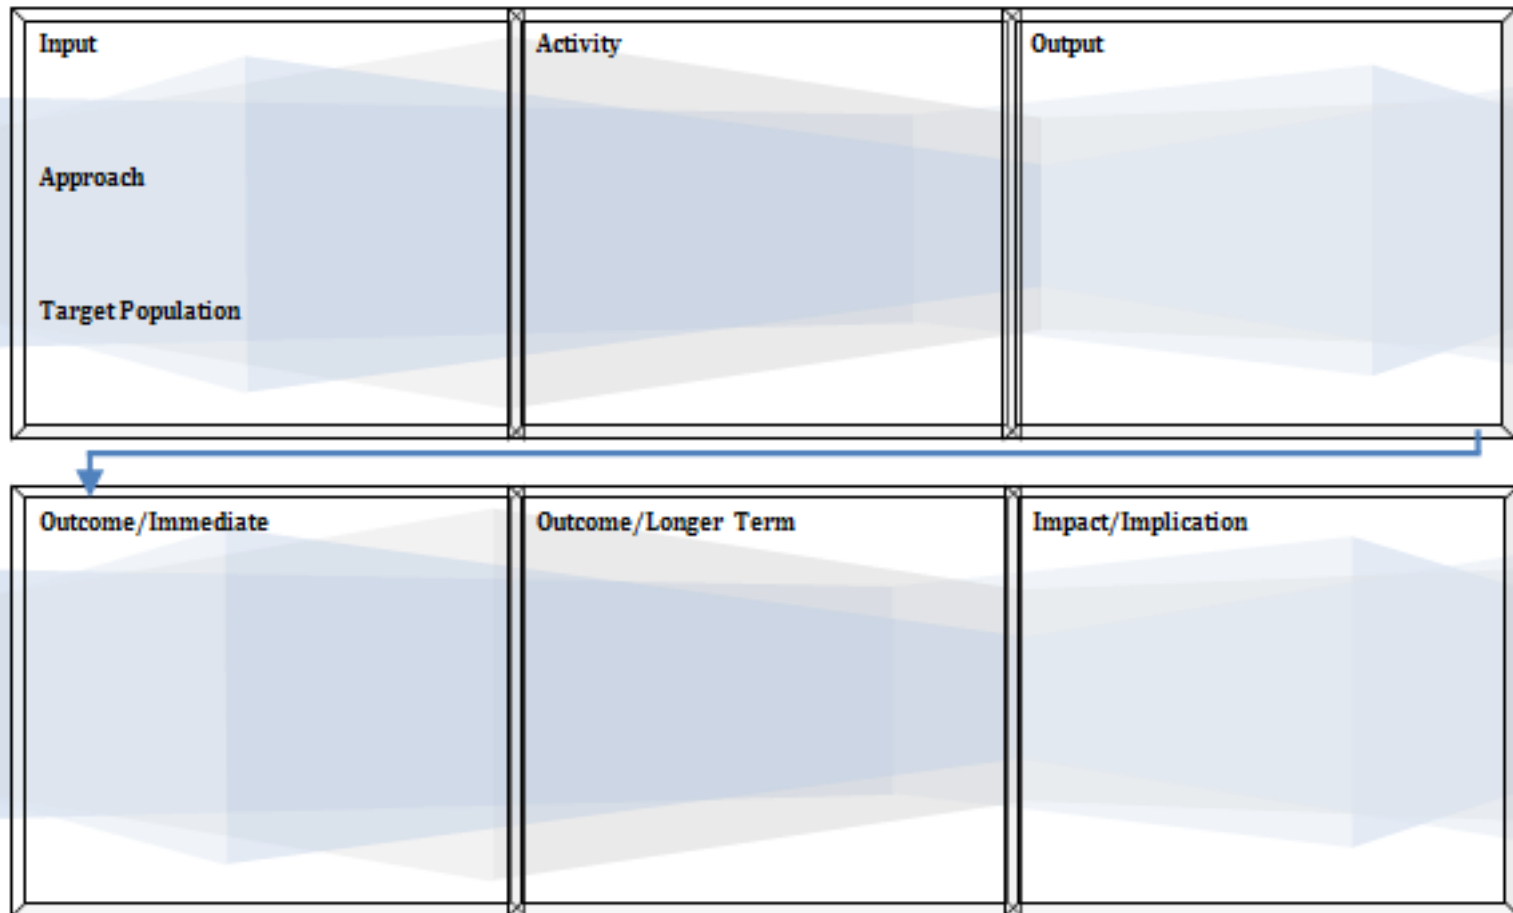 Input
Approach
Target Population
Activity
Output
Outcome/Immediate
Outcome/Longer Term
Impact/Implication